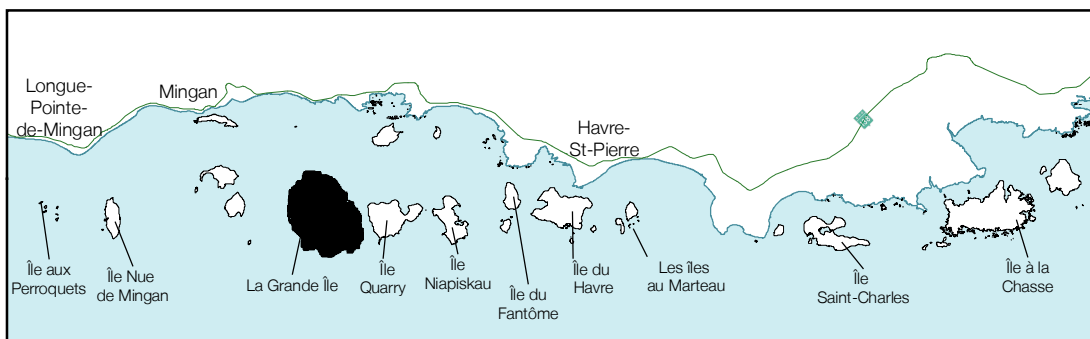 Longue-
Pointe-
de-Mingan
Mingan
Havre-
St-Pierre
Île aux
Perroquets
Île Nue
de Mingan
La Grande Île
Île
Quarry
Île
Niapiskau
Île du
Fantôme
Île du
Havre
Les îles
au Marteau
Île
Saint-Charles
Île à la
Chasse